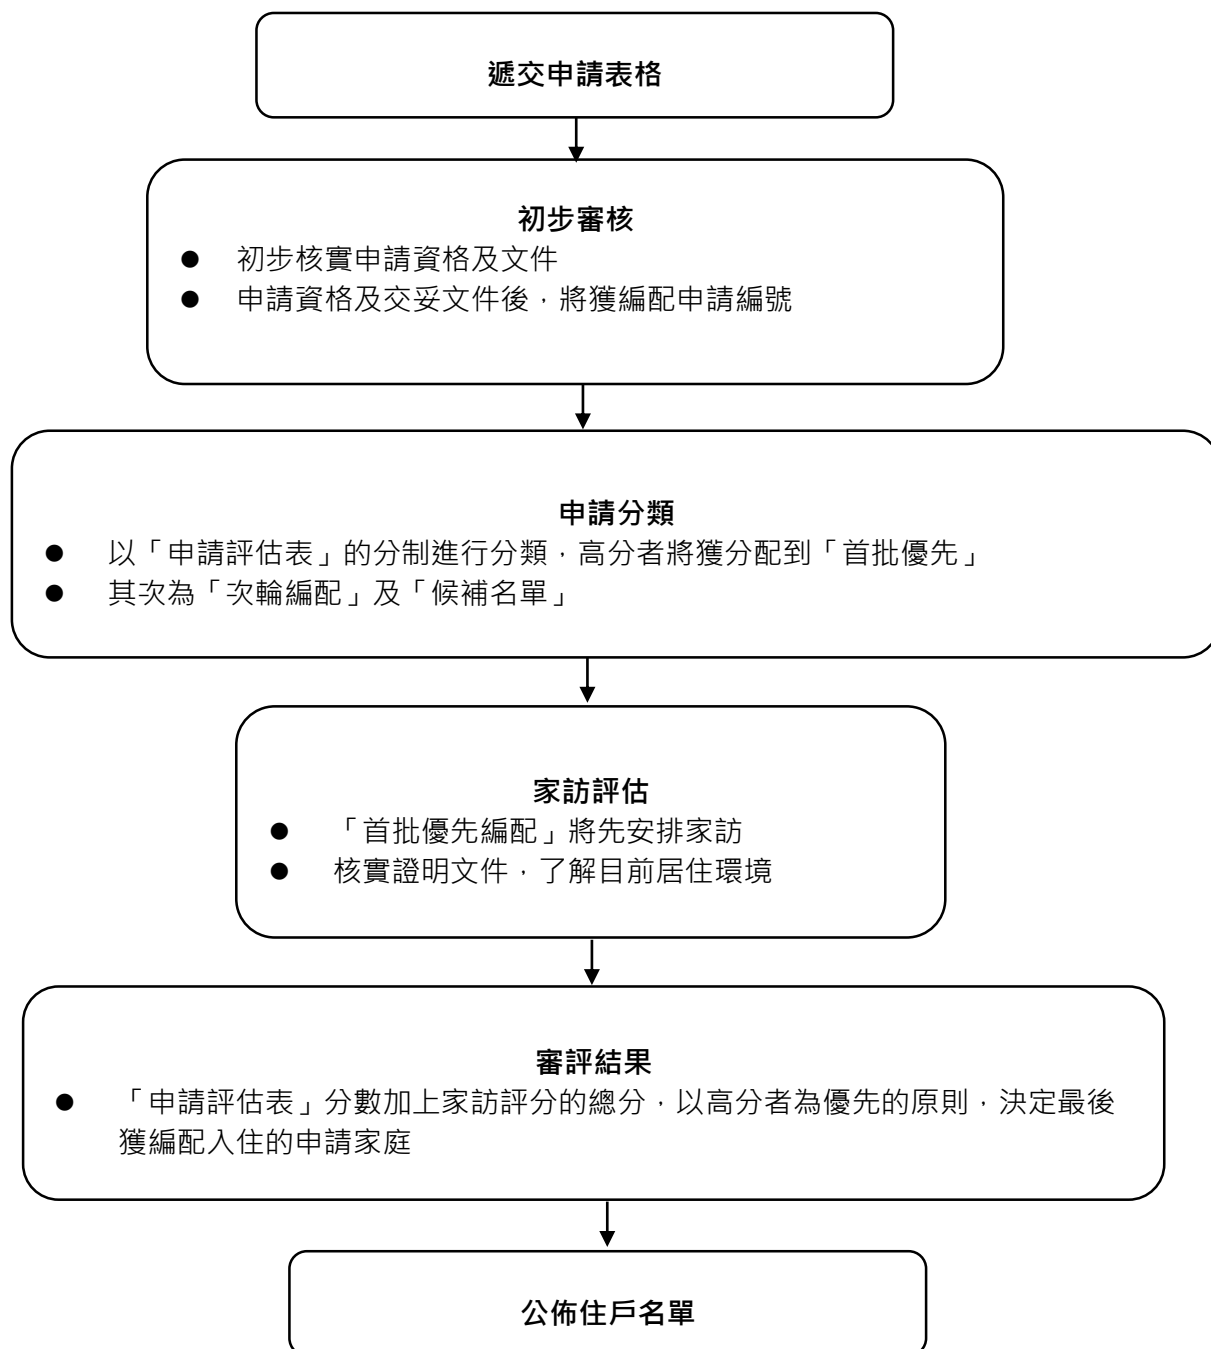 遞交申請表格
初步審核
● 初步核實申請資格及文件
● 申請資格及交妥文件後，將獲編配申請編號
申請分類
● 以「申請評估表」的分制進行分類，高分者將獲分配到「首批優先」
● 其次為「次輪編配」及「候補名單」
家訪評估
● 「首批優先編配」將先安排家訪
● 核實證明文件，了解目前居住環境
審評結果
● 「申請評估表」分數加上家訪評分的總分，以高分者為優先的原則，決定最後
獲編配入住的申請家庭
公佈住戶名單